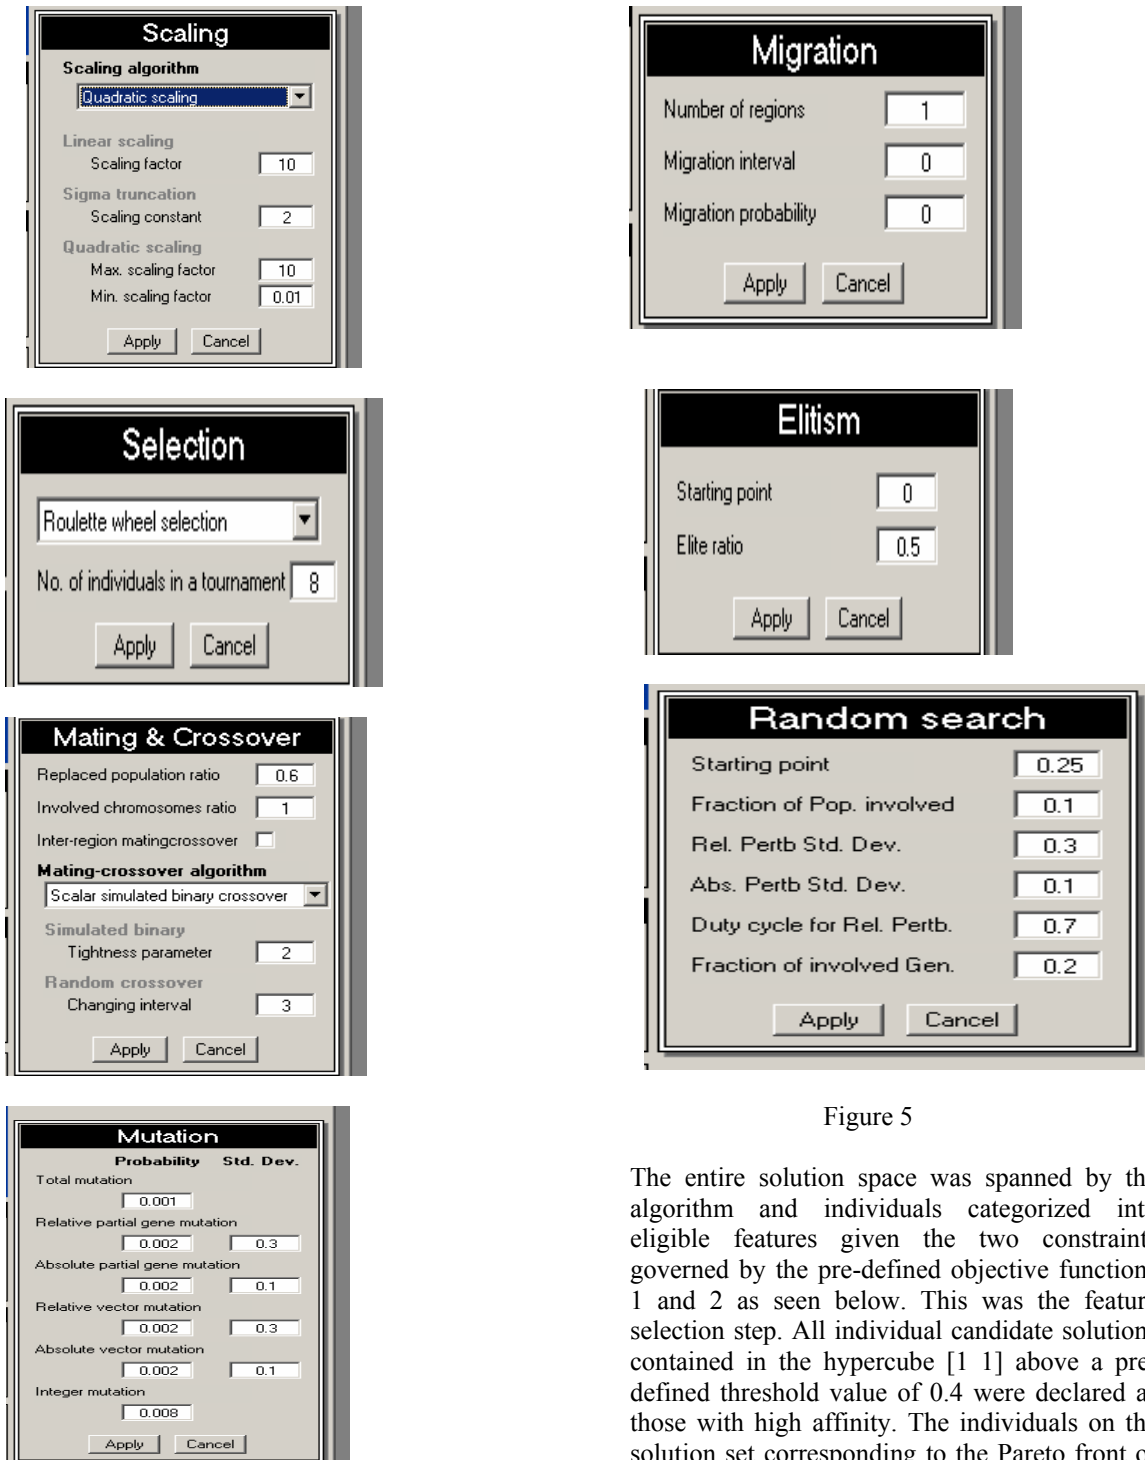 Scaling
Scaling algorithm
Quadratic scaling
Linear scaling
Scaling factor 10
Sigma truncation
Scaling constant 2
Quadratic scaling
Max. scaling factor 10
Min. scaling factor 0.01
Apply Cancel
Selection
Roulette wheel selection
No. of individuals in a tournament 8
Apply Cancel
Mating & Crossover
Replaced population ratio 0.6
Involved chromosomes ratio 1
Inter-region matingcrossover
Mating-crossover algorithm
Scalar simulated binary crossover
Simulated binary
Tightness parameter 2
Random crossover
Changing interval 3
Apply Cancel
Mutation
Probability Std. Dev.
Total mutation
0.001
Relative partial gene mutation
0.002 0.3
Absolute partial gene mutation
0.002 0.1
Relative vector mutation
0.002 0.3
Absolute vector mutation
0.002 0.1
Integer mutation
0.008
Apply Cancel
Migration
Number of regions 1
Migration interval 0
Migration probability 0
Apply Cancel
Elitism
Starting point 0
Elite ratio 0.5
Apply Cancel
Random search
Starting point 0.25
Fraction of Pop. involved 0.1
Rel. Pertb Std. Dev. 0.3
Abs. Pertb Std. Dev. 0.1
Duty cycle for Rel. Pertb. 0.7
Fraction of involved Gen. 0.2
Apply Cancel
Figure 5
The entire solution space was spanned by th
algorithm and individuals categorized int
eligible features given the two constraint
governed by the pre-defined objective function
1 and 2 as seen below. This was the featur
selection step. All individual candidate solution
contained in the hypercube [1 1] above a pre
defined threshold value of 0.4 were declared a
those with high affinity. The individuals on th
solution set corresponding to the Pareto front o